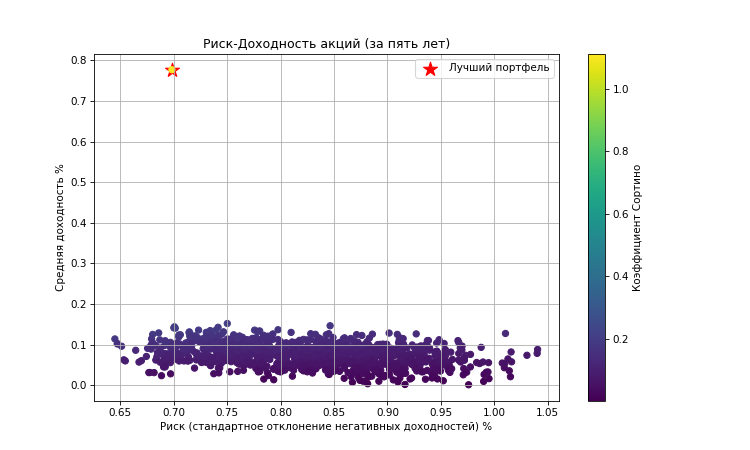 Риск-Доходность акций (за пять лет)
Лучший портфель
Средняя доходность %
0.8
0.7
0.6
0.5
0.4
0.3
0.2
0.1
0.0
0.65 0.70 0.75 0.80 0.85 0.90 0.95 1.00 1.05
Риск (стандартное отклонение негативных доходностей) %
1.0
0.8
0.6
0.4
0.2
Коэффициент Сортино